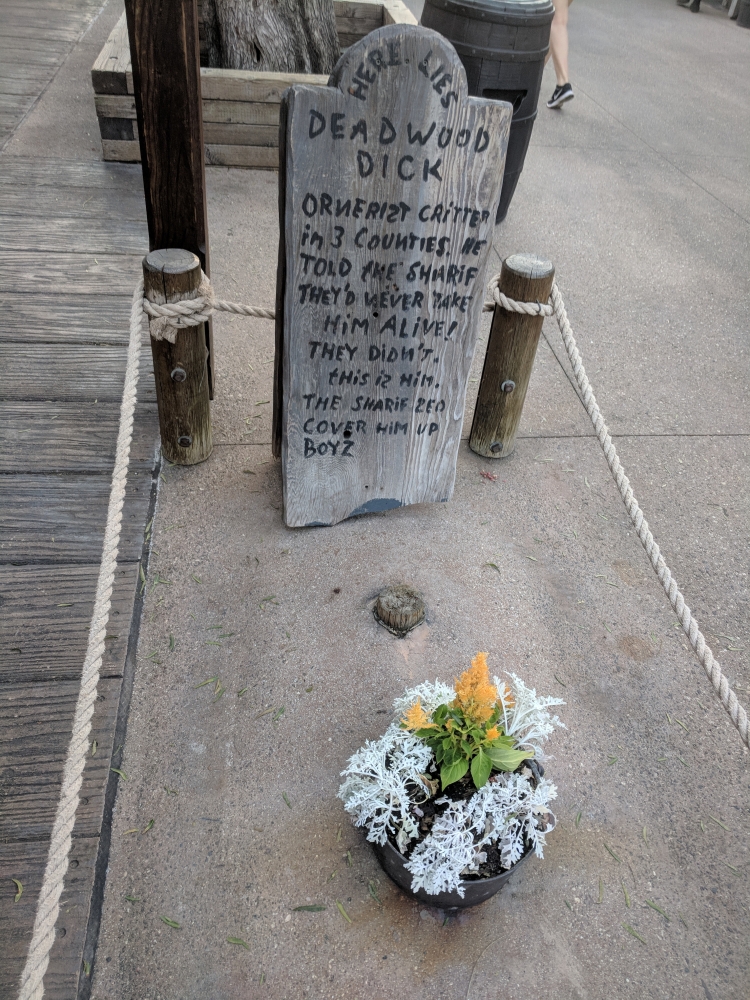 HERE LIES
DEADWOOD
DICK
ORNERIZT CRITTER
in 3 COUNTIES. HE
TOLD tHE SHARIF
THEY'D NEVER TAKE
HiM ALIVE!
THEY DIDN'T.
tHIS iZ HiM.
THE SHARIF ZED
COVER HiM UP
BOYZ